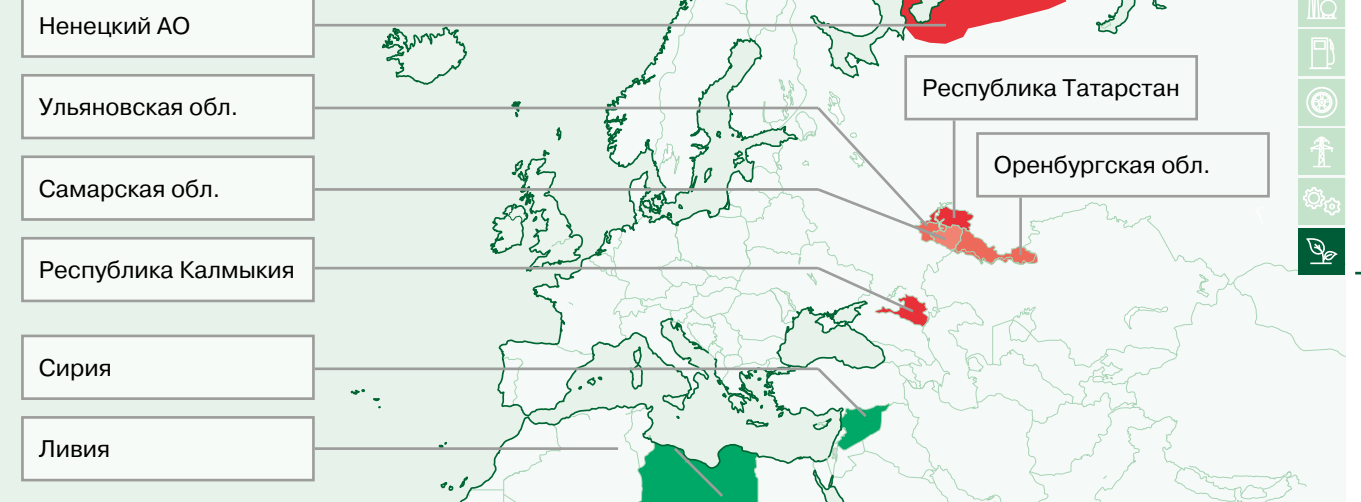 Ненецкий АО
Ульяновская обл.
Самарская обл.
Республика Калмыкия
Сирия
Ливия
Республика Татарстан
Оренбургская обл.